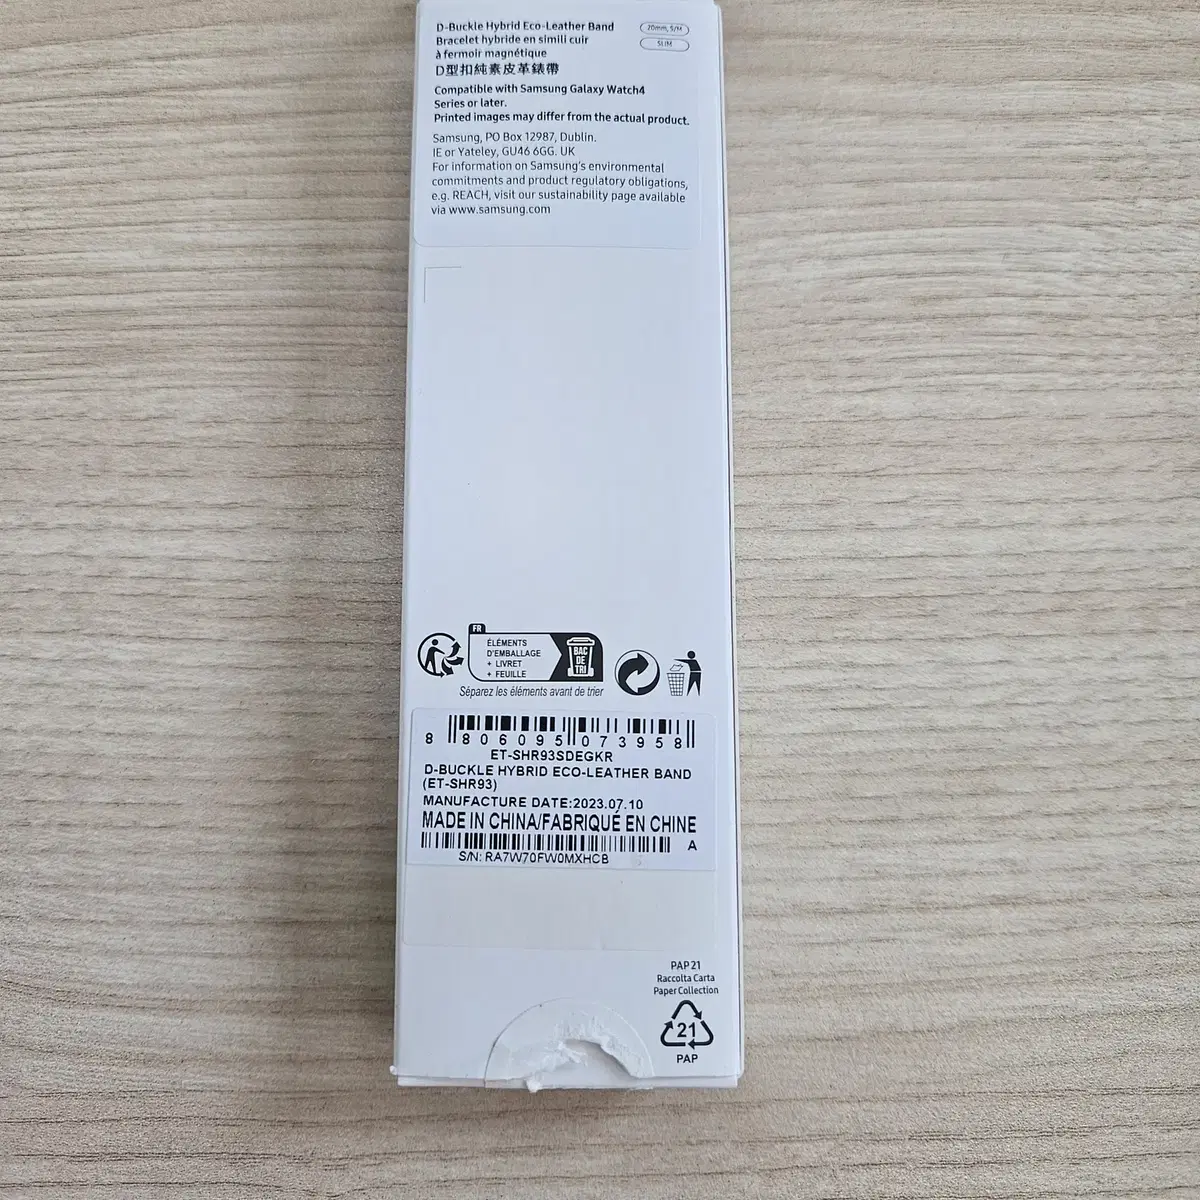 D-Buckle Hybrid Eco-Leather Band
20mm, S/M
Bracelet hybride en simili cuir
SLIM
à fermoir magnétique
D型扣純素皮革錶帶
Compatible with Samsung Galaxy Watch4
Series or later.
Printed images may differ from the actual product.
Samsung, PO Box 12987, Dublin.
IE or Yateley, GU46 6GG. UK
For information on Samsung's environmental
commitments and product regulatory obligations,
e.g. REACH, visit our sustainability page available
via www.samsung.com
FR
ÉLÉMENTS
D'EMBALLAGE
+ LIVRET
+ FEUILLE
BAC
DE
TRI
Séparez les éléments avant de trier
8 806095 073958
ET-SHR93SDEGKR
D-BUCKLE HYBRID ECO-LEATHER BAND
(ET-SHR93)
MANUFACTURE DATE:2023.07.10
MADE IN CHINA/FABRIQUÉ EN CHINE
A
S/N: RA7W70FW0MXHCB
PAP 21
Raccolta Carta
Paper Collection
21
PAP